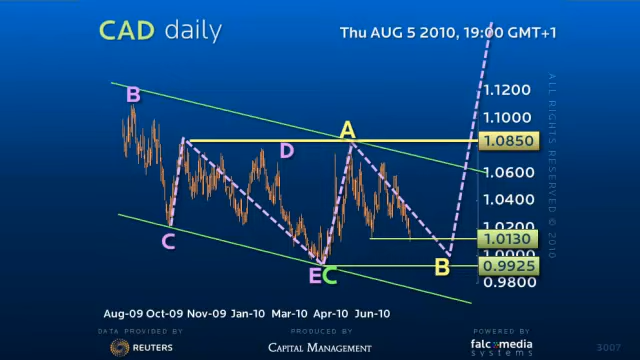 CAD daily
Thu AUG 5 2010, 19:00 GMT+1
B
A
D
C
EC
B
1.1200
1.1000
1.0850
1.0600
1.0400
1.0200
1.0130
1.0000
0.9925
0.9800
ALL RIGHTS RESERVED © 2010
Aug-09 Oct-09 Nov-09 Jan-10 Mar-10 Apr-10 Jun-10
DATA PROVIDED BY
REUTERS
PRODUCED BY
CAPITAL MANAGEMENT
POWERED BY
falc media
systems
3007